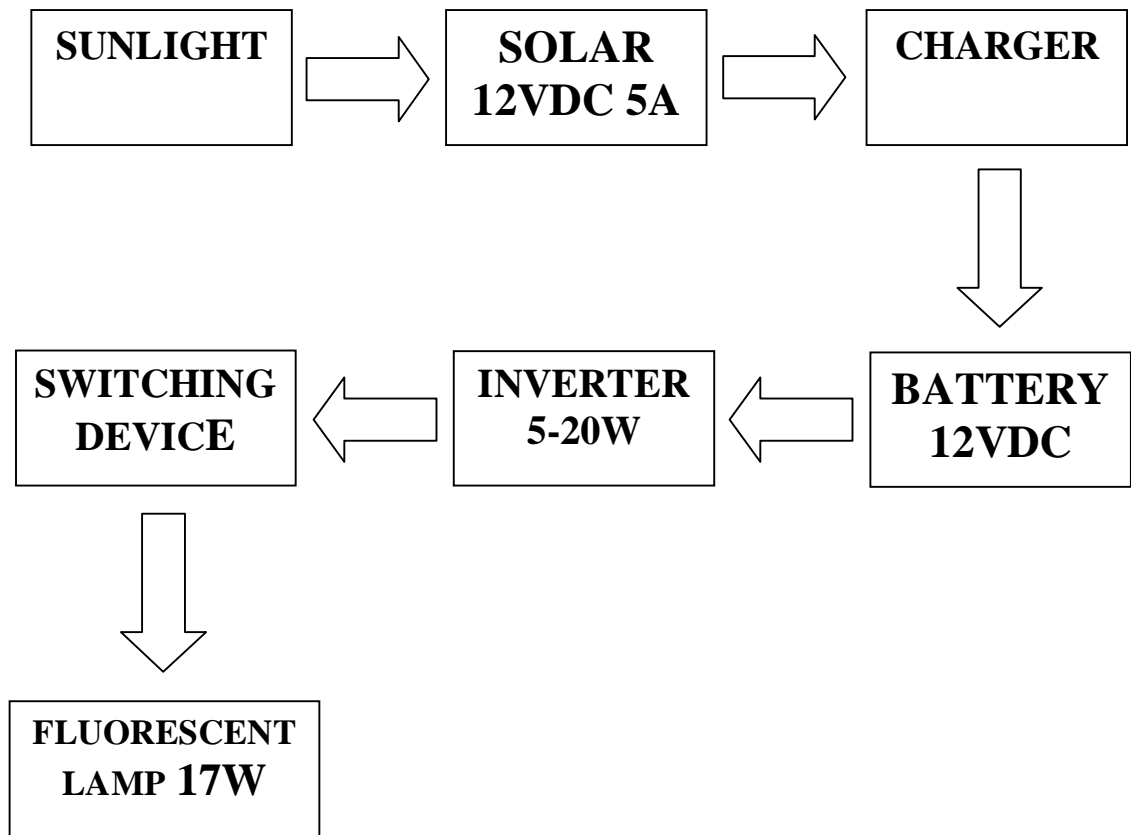 SUNLIGHT
SOLAR
12VDC 5A
CHARGER
SWITCHING
DEVICE
INVERTER
5-20W
BATTERY
12VDC
FLUORESCENT
LAMP 17W